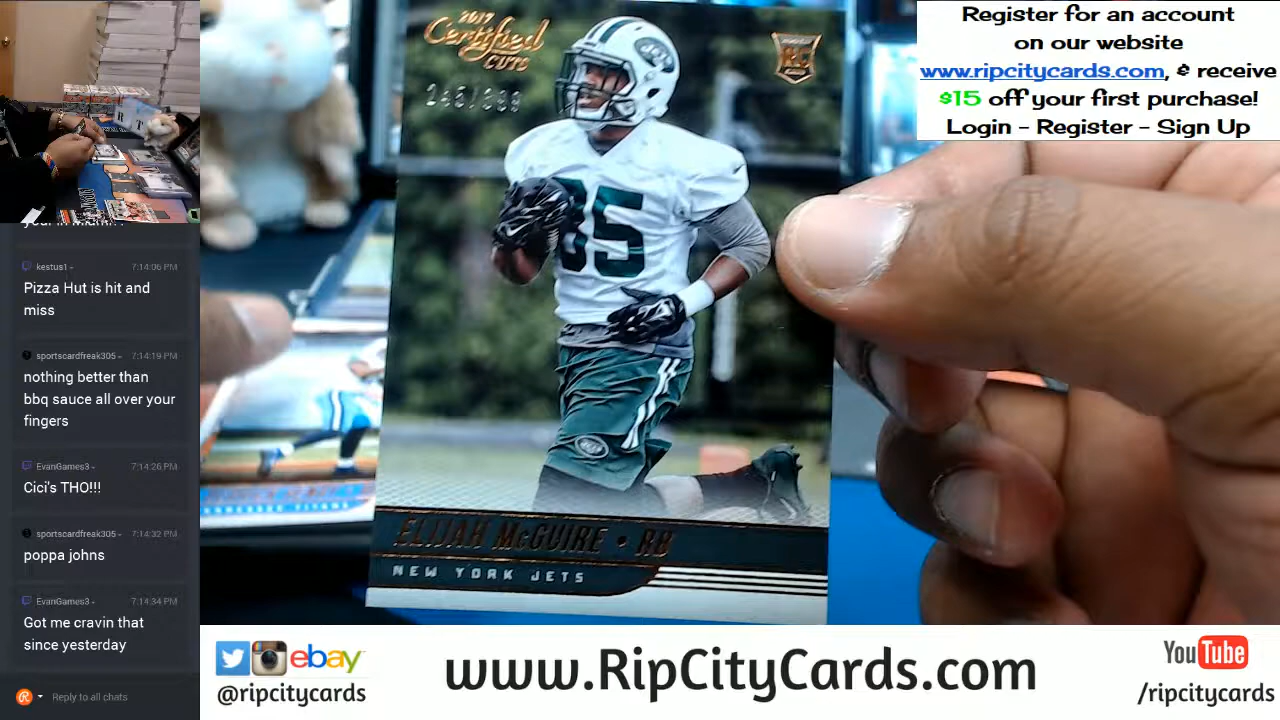 Register for an account
on our website
www.ripcitycards.com, & receive
$15 off your first purchase!
Login - Register - Sign Up
2017
Certified
CUTS
RC
JETS
35
JETS
ELIJAH McGUIRE • RB
NEW YORK JETS
kestus1 -
7:14:06 PM
Pizza Hut is hit and
miss
sportscardfreak305 -
7:14:19 PM
nothing better than
bbq sauce all over your
fingers
EvanGames3 -
7:14:26 PM
Cici's THO!!!
sportscardfreak305 -
7:14:32 PM
poppa johns
EvanGames3 -
7:14:34 PM
Got me cravin that
since yesterday
Reply to all chats
ebay
@ripcitycards
www.RipCityCards.com
YouTube
/ripcitycards